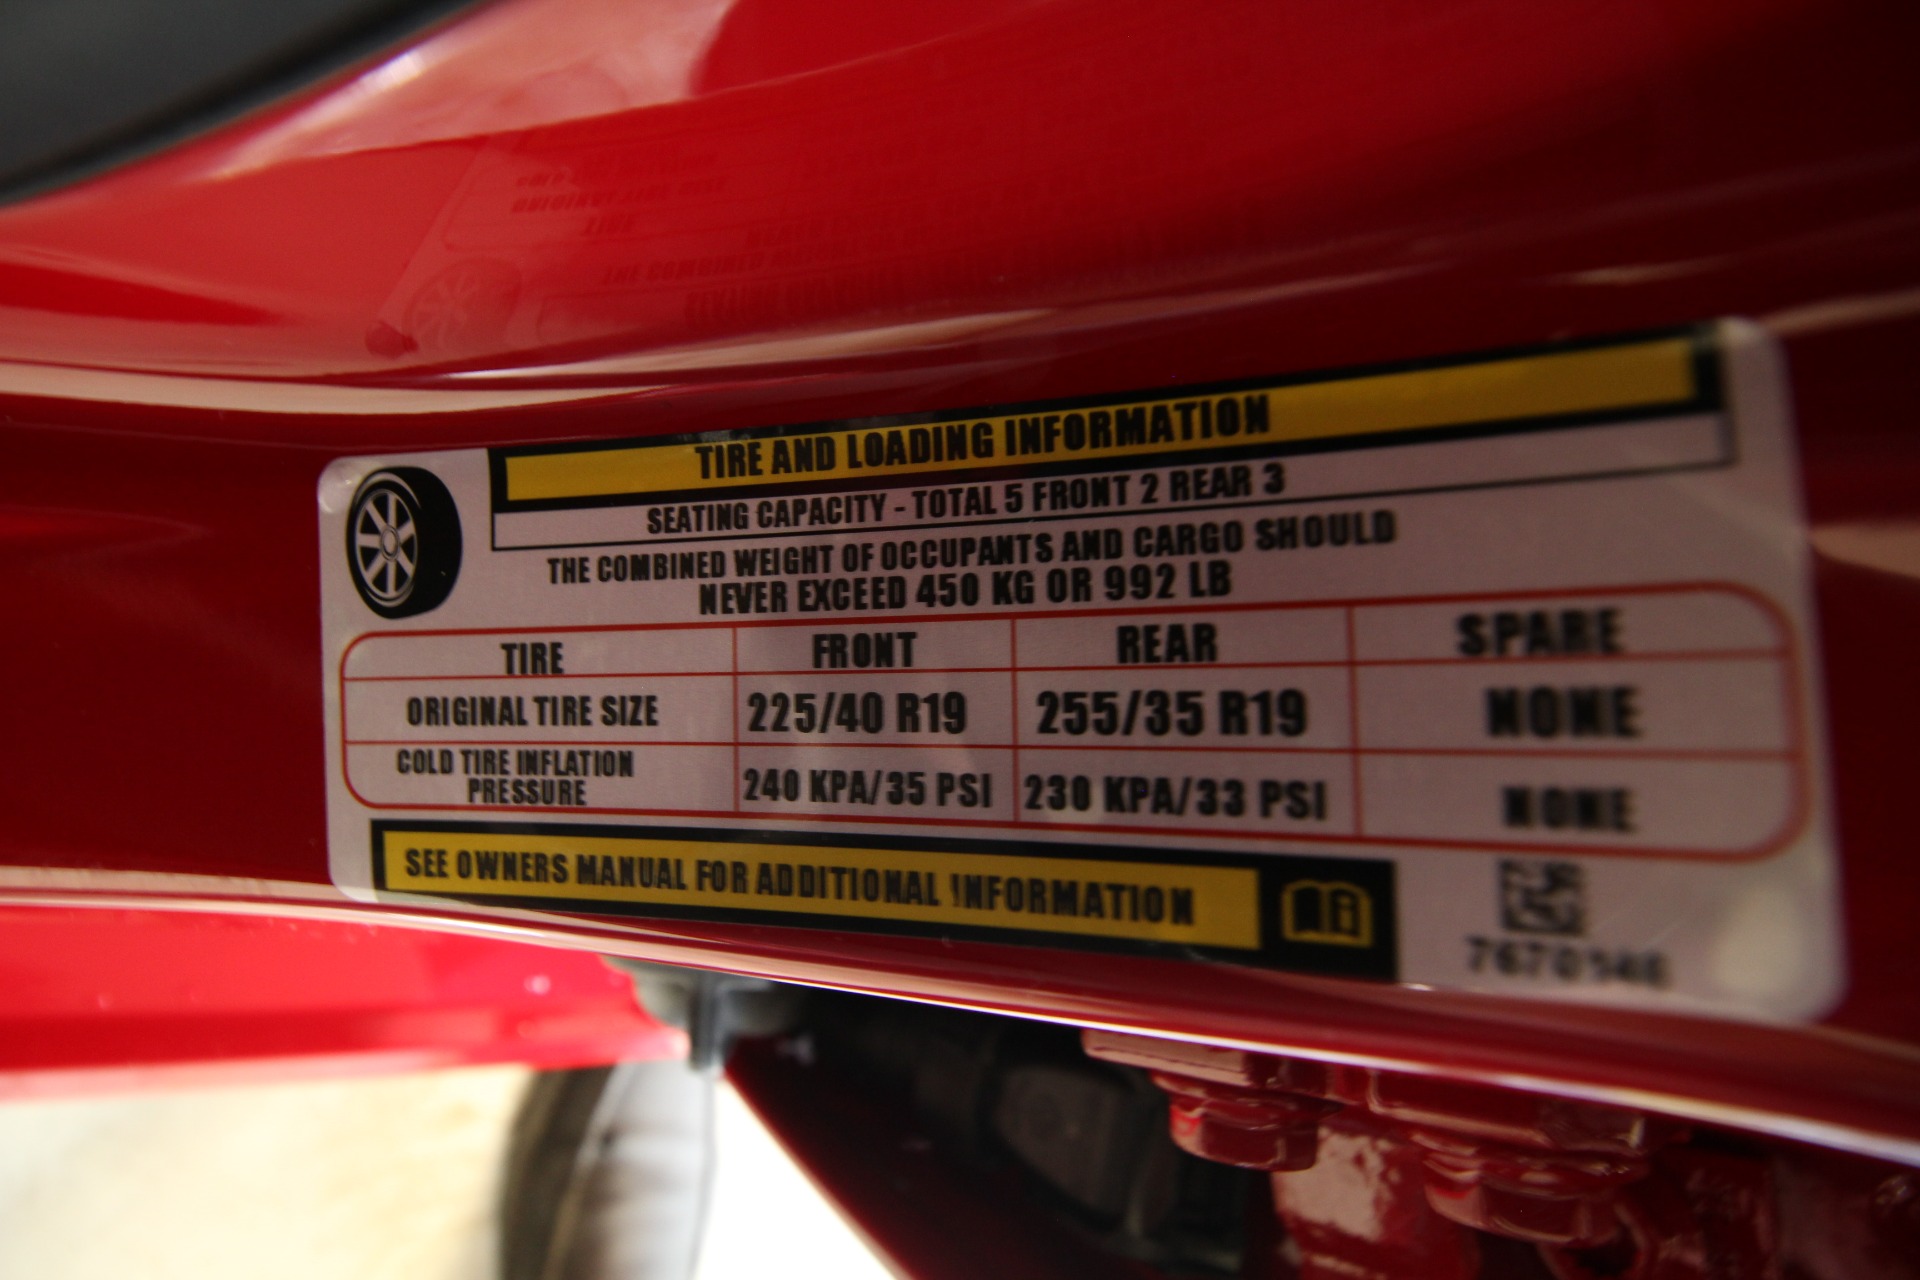 TIRE AND LOADING INFORMATION
SEATING CAPACITY - TOTAL 5 FRONT 2 REAR 3
THE COMBINED WEIGHT OF OCCUPANTS AND CARGO SHOULD
NEVER EXCEED 450 KG OR 992 LB
TIRE FRONT REAR SPARE
ORIGINAL TIRE SIZE 225/40 R19 255/35 R19 NONE
COLD TIRE INFLATION
PRESSURE 240 KPA/35 PSI 230 KPA/33 PSI NONE
SEE OWNERS MANUAL FOR ADDITIONAL INFORMATION